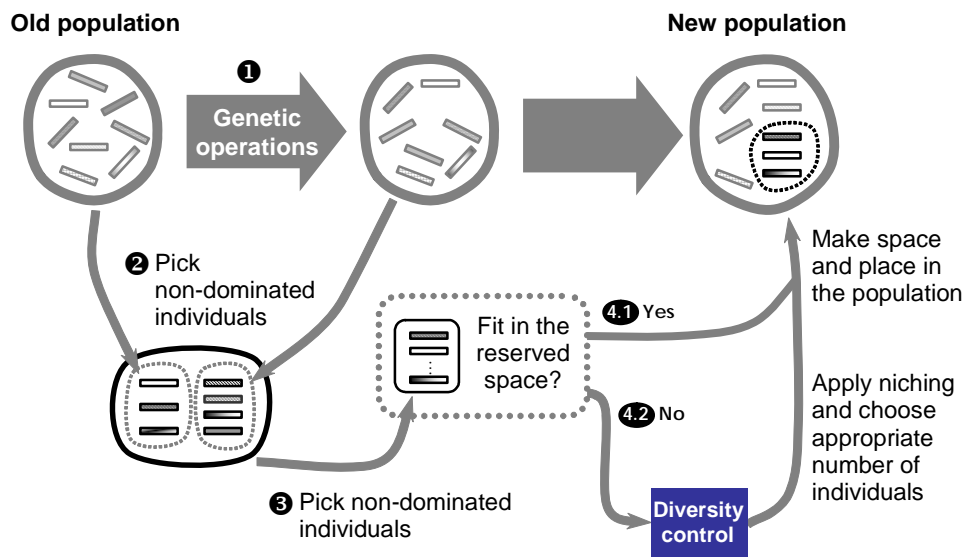 Old population
New population
❶
Genetic
operations
❷ Pick
non-dominated
individuals
Make space
and place in
the population
4.1 Yes
Fit in the
reserved
space?
4.2 No
Apply niching
and choose
appropriate
number of
individuals
❸ Pick non-dominated
individuals
Diversity
control